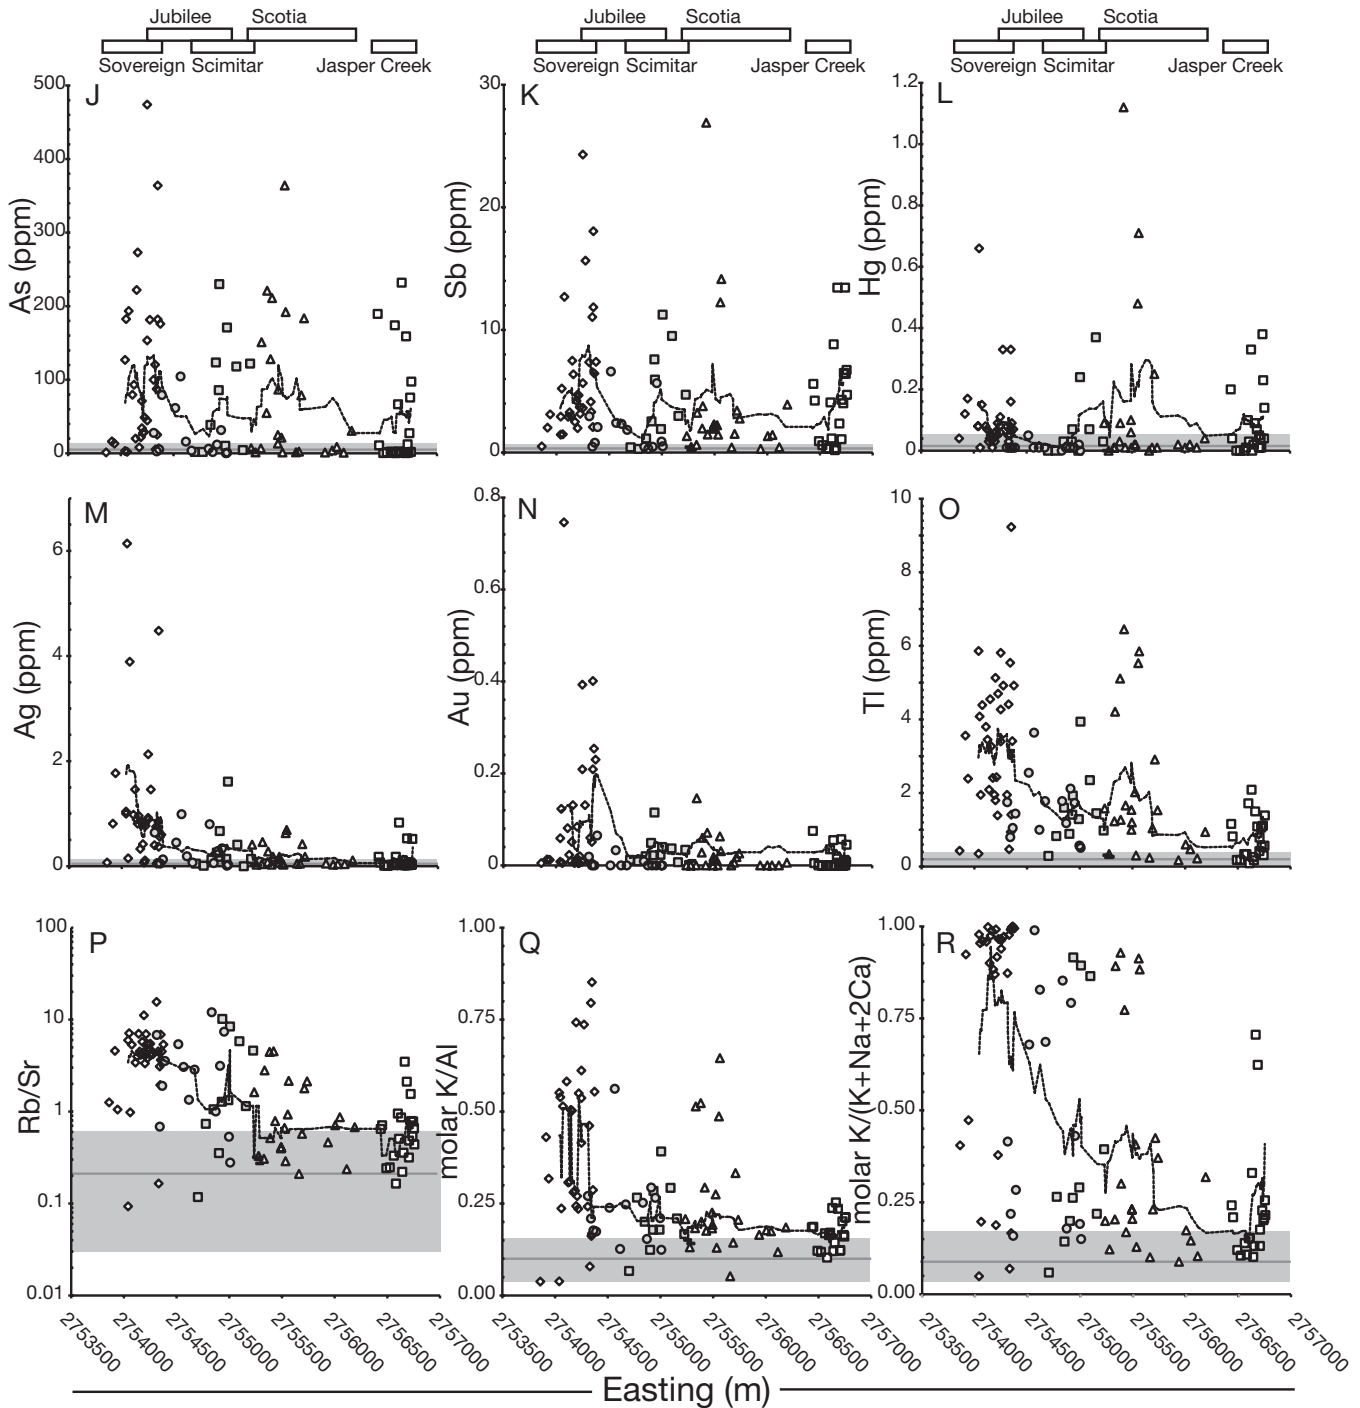 Jubilee Scotia Jubilee Scotia Jubilee Scotia
Sovereign Scimitar Jasper Creek Sovereign Scimitar Jasper Creek Sovereign Scimitar Jasper Creek
J
As (ppm)
500
400
300
200
100
0
K
Sb (ppm)
30
20
10
0
L
Hg (ppm)
1.2
1.0
0.8
0.6
0.4
0.2
0
M
Ag (ppm)
6
4
2
0
N
Au (ppm)
0.8
0.6
0.4
0.2
0
O
Tl (ppm)
10
8
6
4
2
0
P
Rb/Sr
100
10
1
0.1
0.01
Q
molar K/Al
1.00
0.75
0.50
0.25
0.00
R
molar K/(K+Na+2Ca)
1.00
0.75
0.50
0.25
0.00
2753500 2754000 2754500 2755000 2755500 2756000 2756500 2757000
2753500 2754000 2754500 2755000 2755500 2756000 2756500 2757000
2753500 2754000 2754500 2755000 2755500 2756000 2756500 2757000
Easting (m)